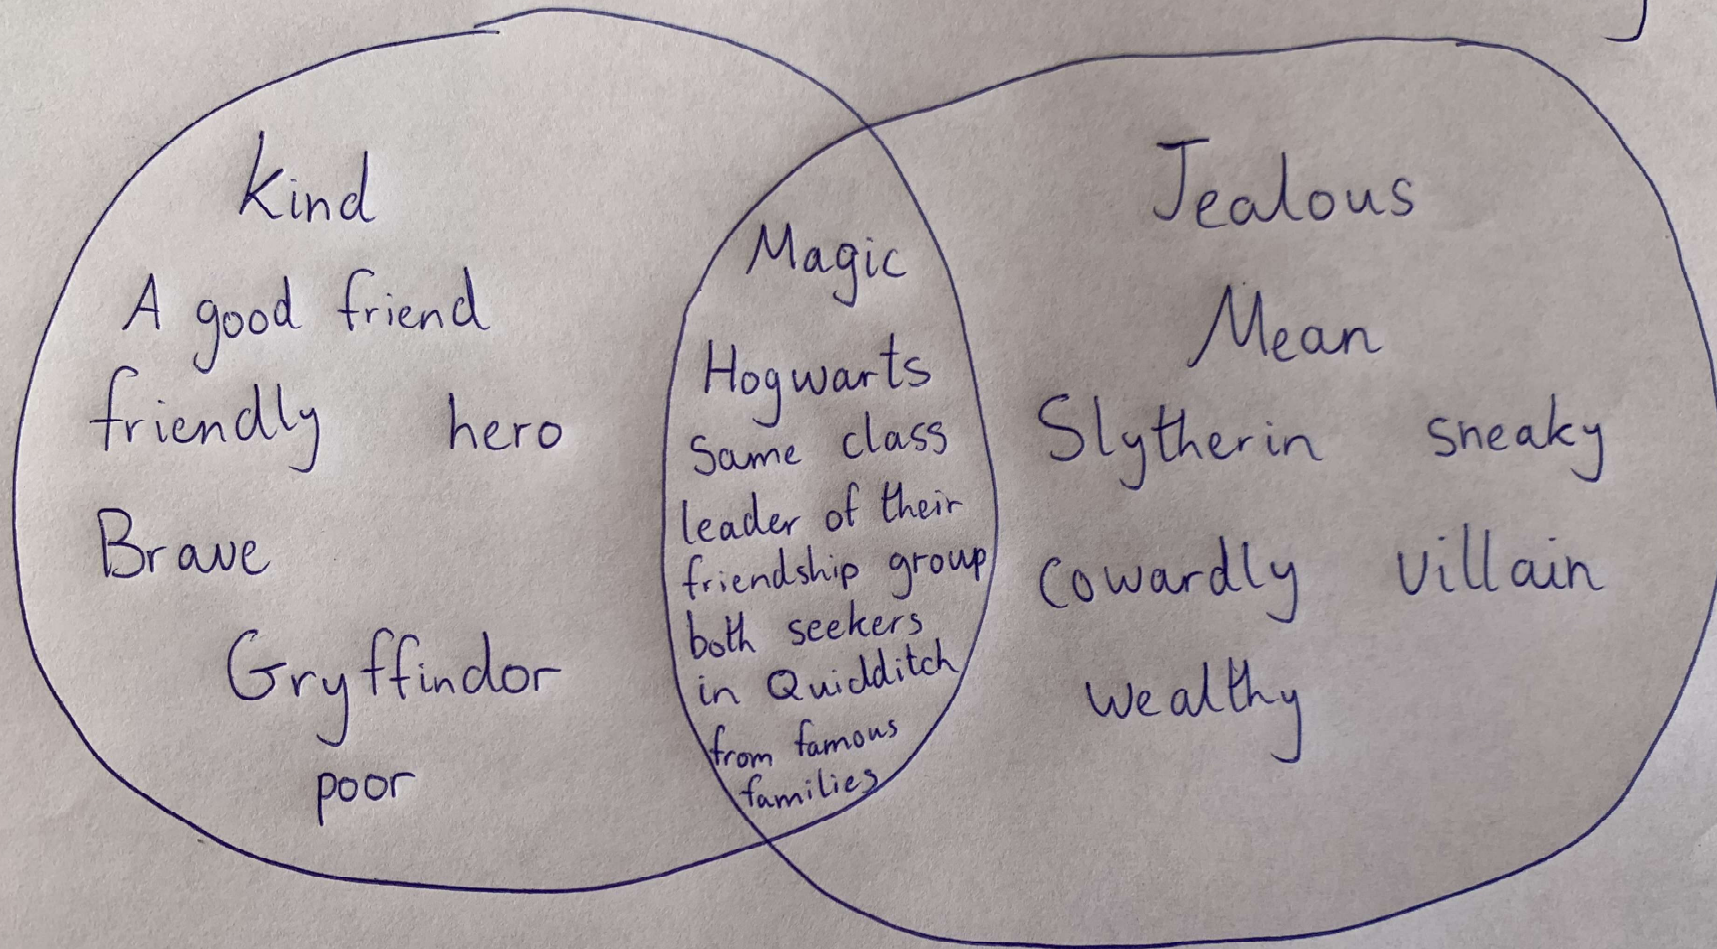 Kind
A good friend
friendly hero
Brave
Gryffindor
poor
Magic
Hogwarts
Same class
leader of their
friendship group
both seekers
in Quidditch
from famous
families
Jealous
Mean
Slytherin sneaky
cowardly villain
wealthy